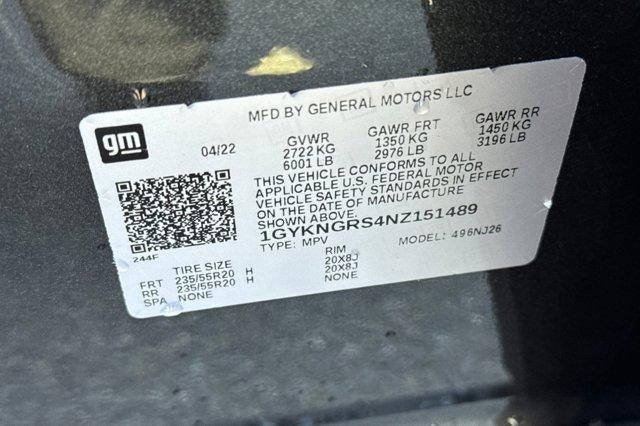 MFD BY GENERAL MOTORS LLC
gm
04/22
GVWR GAWR FRT GAWR RR
2722 KG 1350 KG 1450 KG
6001 LB 2976 LB 3196 LB
THIS VEHICLE CONFORMS TO ALL
APPLICABLE U.S. FEDERAL MOTOR
VEHICLE SAFETY STANDARDS IN EFFECT
ON THE DATE OF MANUFACTURE
SHOWN ABOVE.
1GYKNGRS4NZ151489
TYPE: MPV MODEL: 496NJ26
244F
TIRE SIZE RIM
FRT 235/55R20 H 20X8J
RR 235/55R20 H 20X8J
SPA NONE NONE